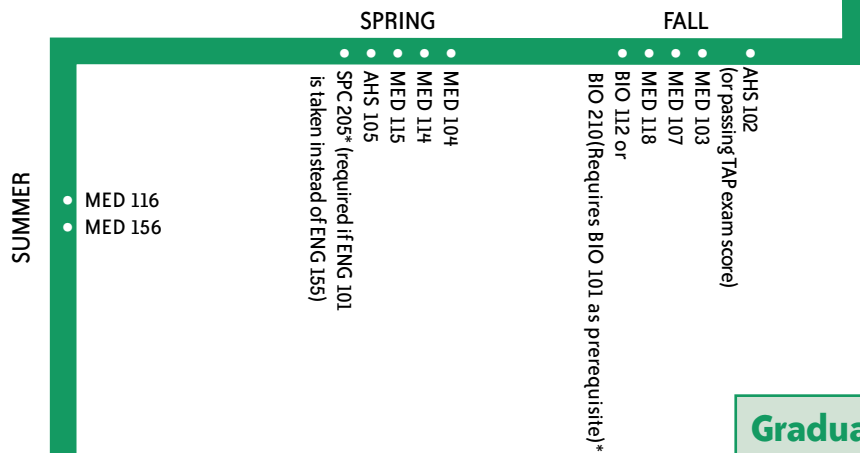 SPRING
FALL
AHS 102
(or passing TAP exam score)
MED 103
MED 107
MED 118
BIO 112 or
BIO 210(Requires BIO 101 as prerequisite)*
MED 104
MED 114
MED 115
AHS 105
SPC 205* (required if ENG 101
is taken instead of ENG 155)
SUMMER
MED 116
MED 156
Gradua